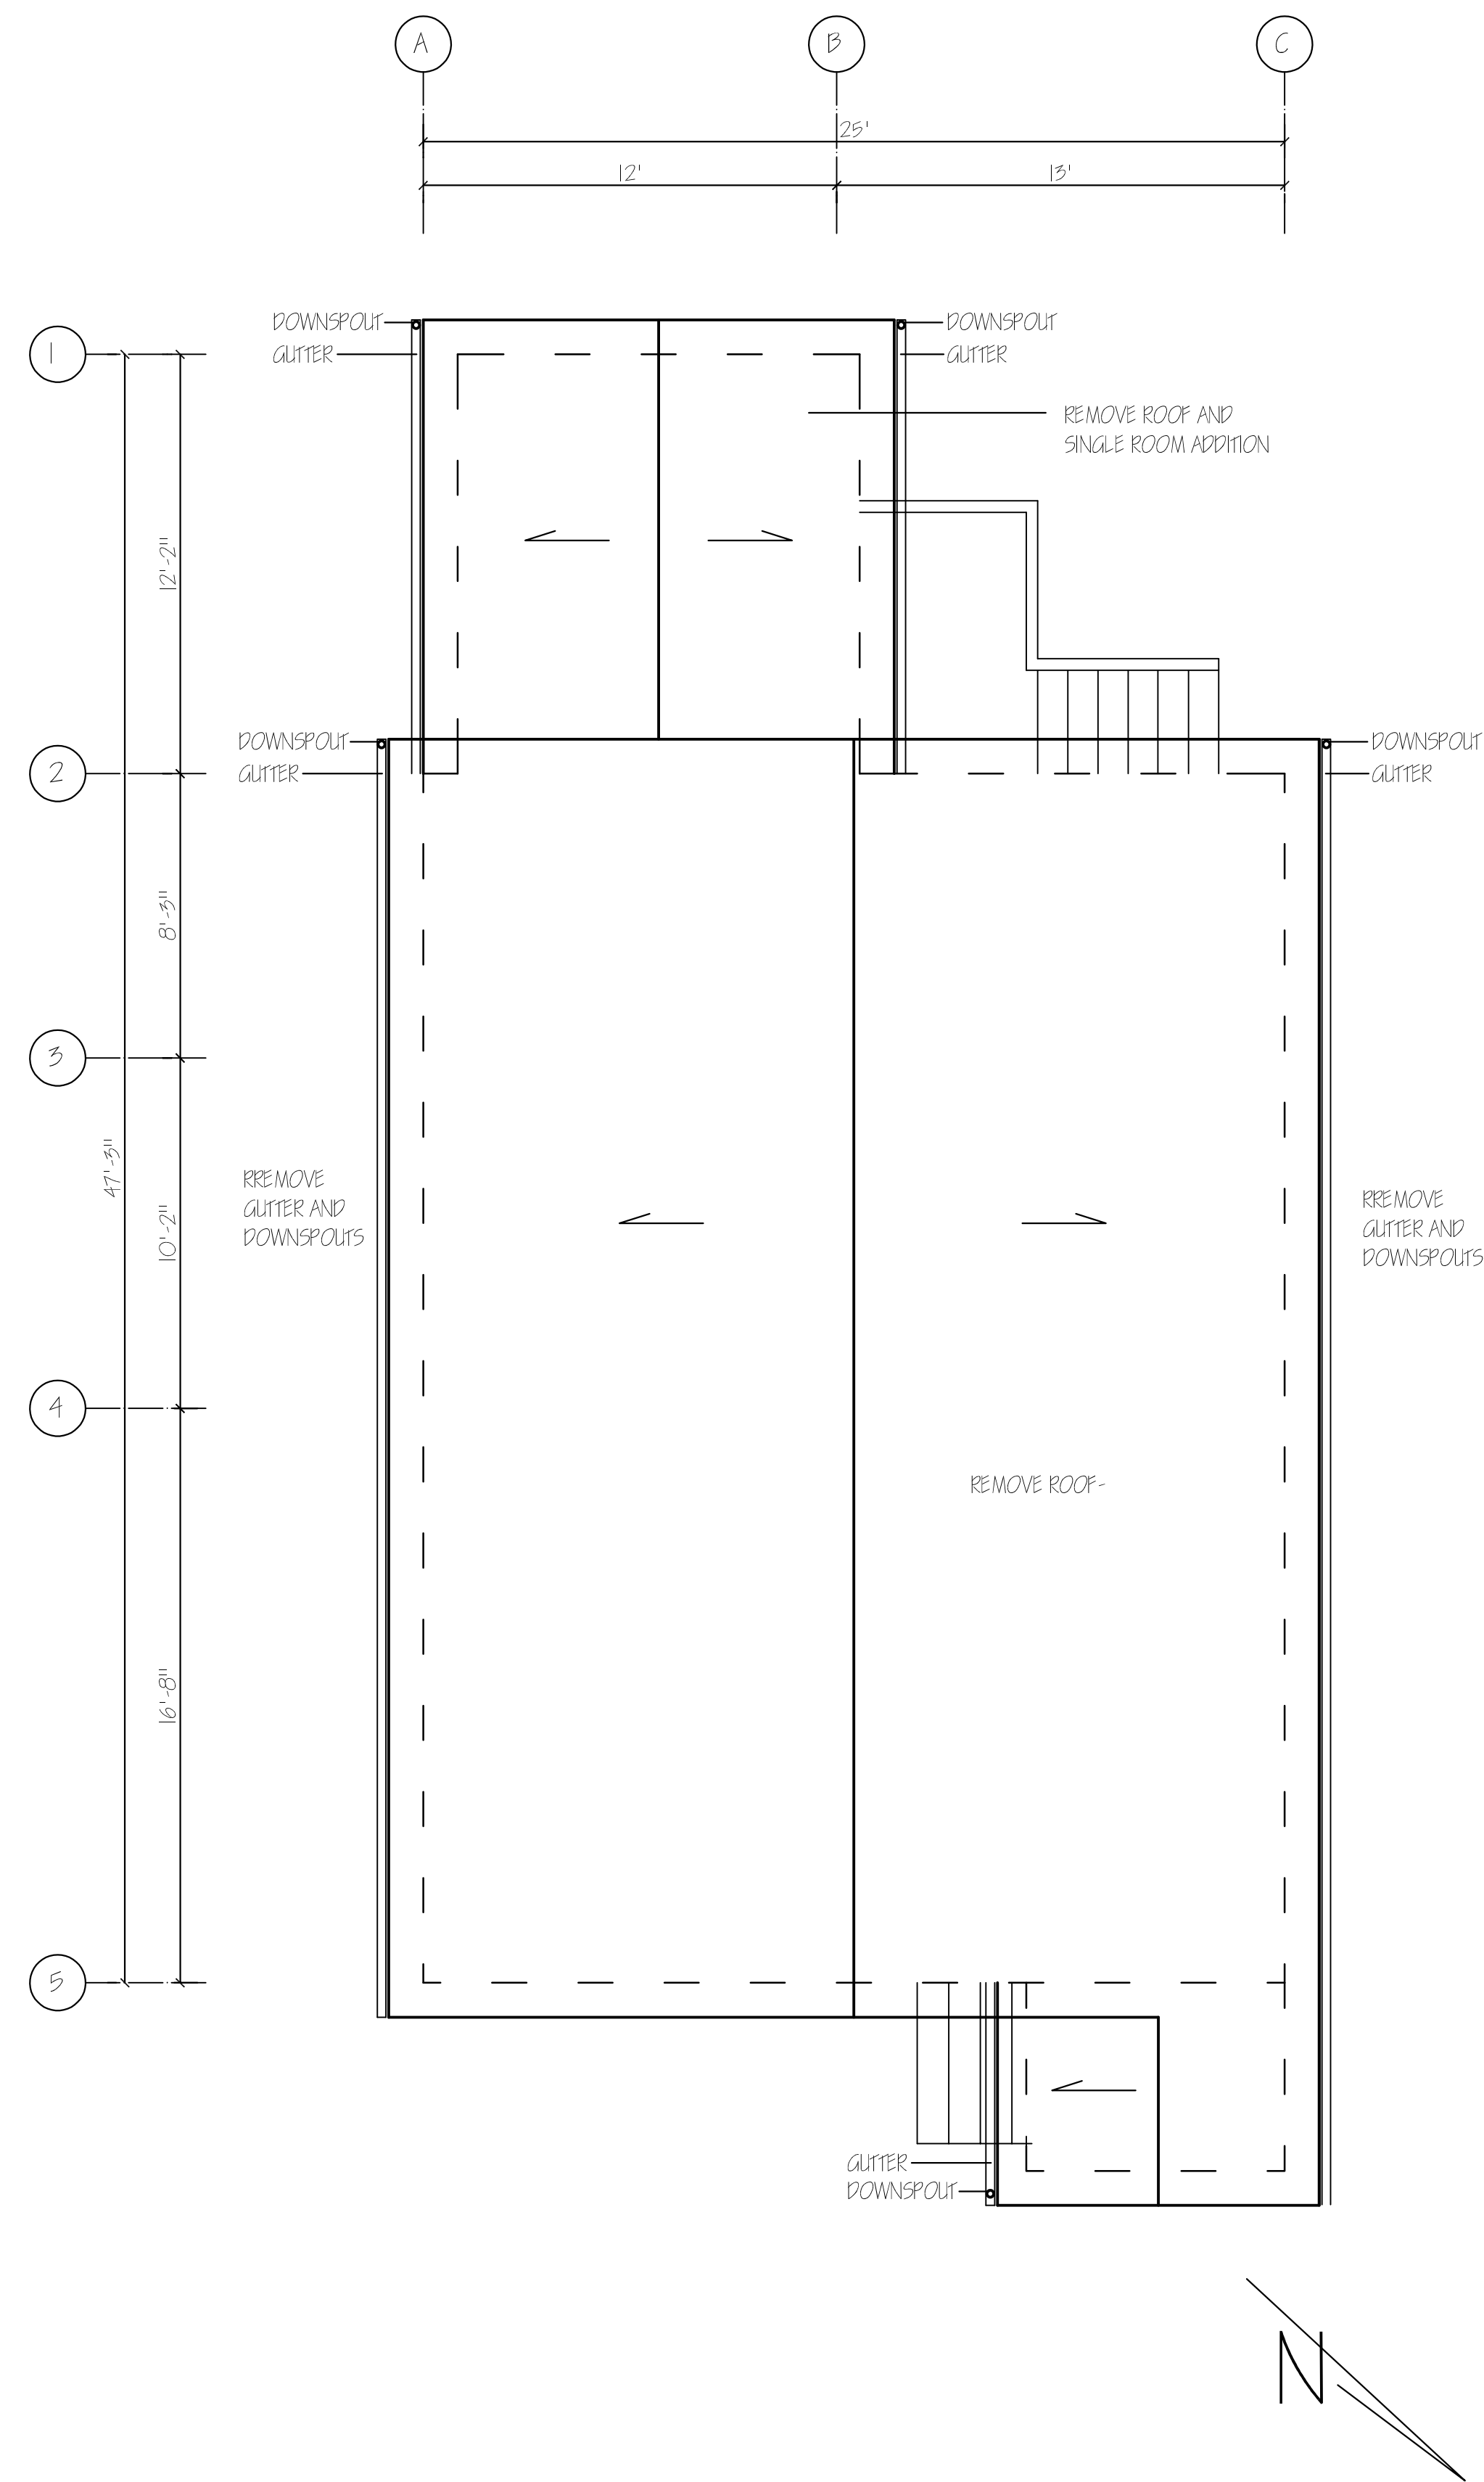 A
B
C
25'
12'
13'
DOWNSPOUT
DOWNSPOUT
1
GUTTER
GUTTER
REMOVE ROOF AND
SINGLE ROOM ADDITION
12'-2"
DOWNSPOUT
DOWNSPOUT
2
GUTTER
GUTTER
8'-3"
3
47'-3"
RREMOVE
GUTTER AND
DOWNSPOUTS
RREMOVE
GUTTER AND
DOWNSPOUTS
10'-2"
4
REMOVE ROOF-
16'-8"
5
GUTTER
DOWNSPOUT
N